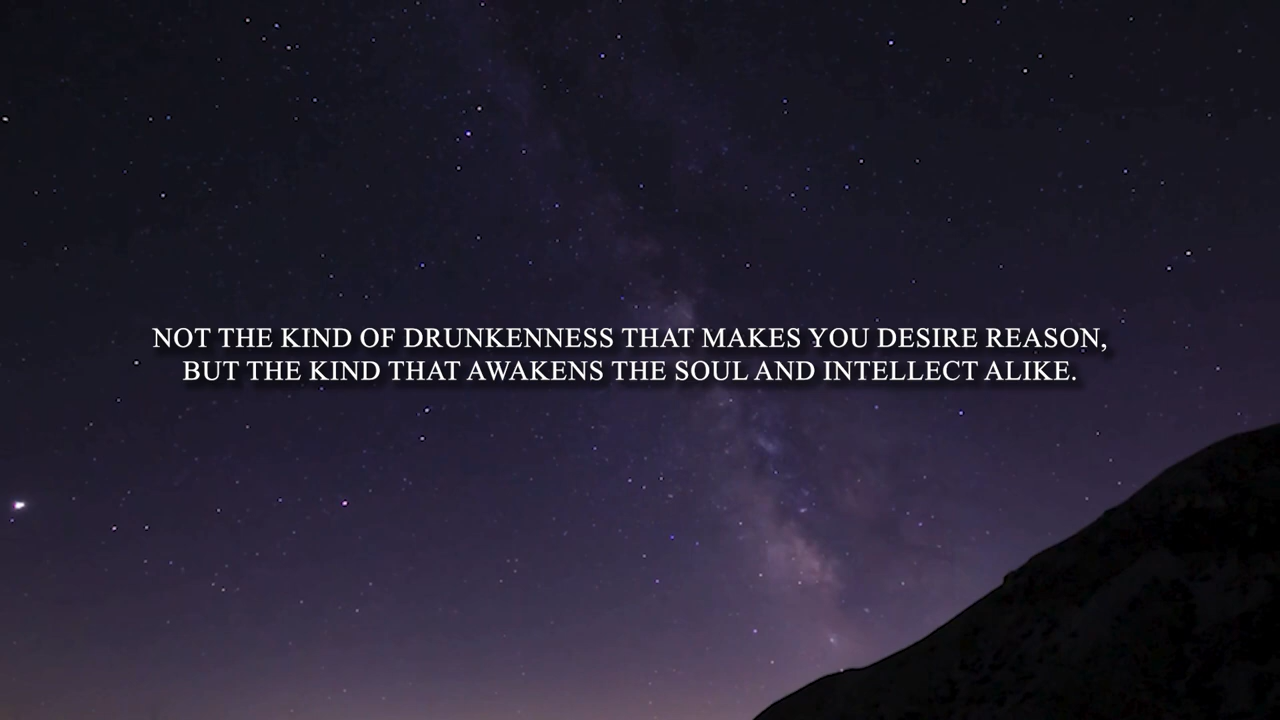 NOT THE KIND OF DRUNKENNESS THAT MAKES YOU DESIRE REASON,
BUT THE KIND THAT AWAKENS THE SOUL AND INTELLECT ALIKE.